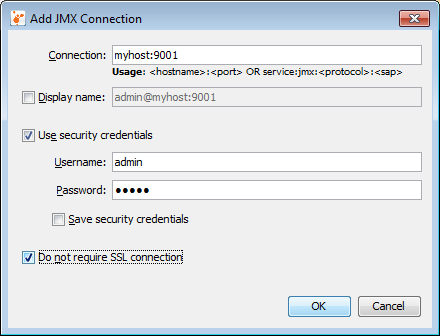 Add JMX Connection
Connection: myhost:9001
Usage: <hostname>:<port> OR service:jmx:<protocol>:<sap>
Display name: admin@myhost:9001
Use security credentials
Username: admin
Password: •••••
Save security credentials
Do not require SSL connection
OK Cancel